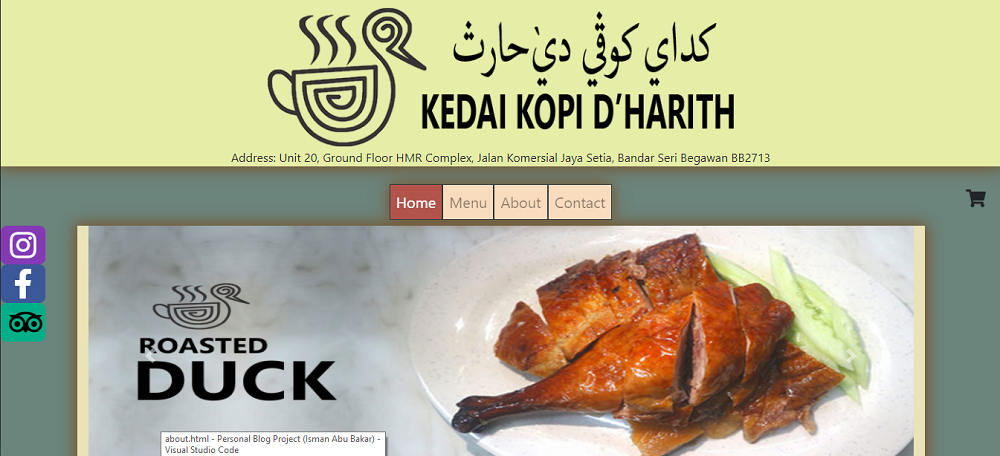 كداي كوڤي دي٬حارث
KEDAI KOPI D’HARITH
Address: Unit 20, Ground Floor HMR Complex, Jalan Komersial Jaya Setia, Bandar Seri Begawan BB2713
Home Menu About Contact
ROASTED
DUCK
about.html - Personal Blog Project (Isman Abu Bakar) -
Visual Studio Code